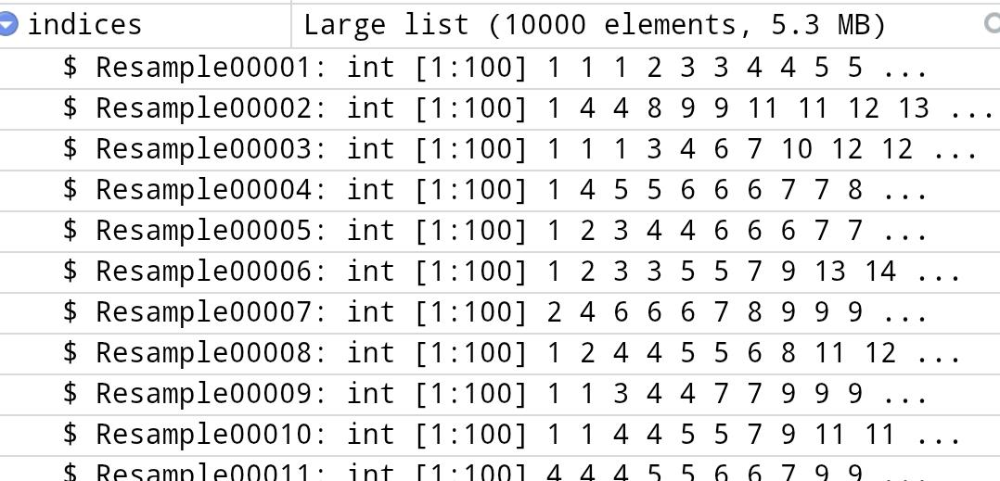 indices Large list (10000 elements, 5.3 MB)
$ Resample00001: int [1:100] 1 1 1 2 3 3 4 4 5 5 ...
$ Resample00002: int [1:100] 1 4 4 8 9 9 11 11 12 13 ...
$ Resample00003: int [1:100] 1 1 1 3 4 6 7 10 12 12 ...
$ Resample00004: int [1:100] 1 4 5 5 6 6 6 7 7 8 ...
$ Resample00005: int [1:100] 1 2 3 4 4 6 6 6 7 7 ...
$ Resample00006: int [1:100] 1 2 3 3 5 5 7 9 13 14 ...
$ Resample00007: int [1:100] 2 4 6 6 6 7 8 9 9 9 ...
$ Resample00008: int [1:100] 1 2 4 4 5 5 6 8 11 12 ...
$ Resample00009: int [1:100] 1 1 3 4 4 7 7 9 9 9 ...
$ Resample00010: int [1:100] 1 1 4 4 5 5 7 9 11 11 ...
$ Resample00011: int [1:100] 4 4 4 5 5 6 6 7 9 9 ...